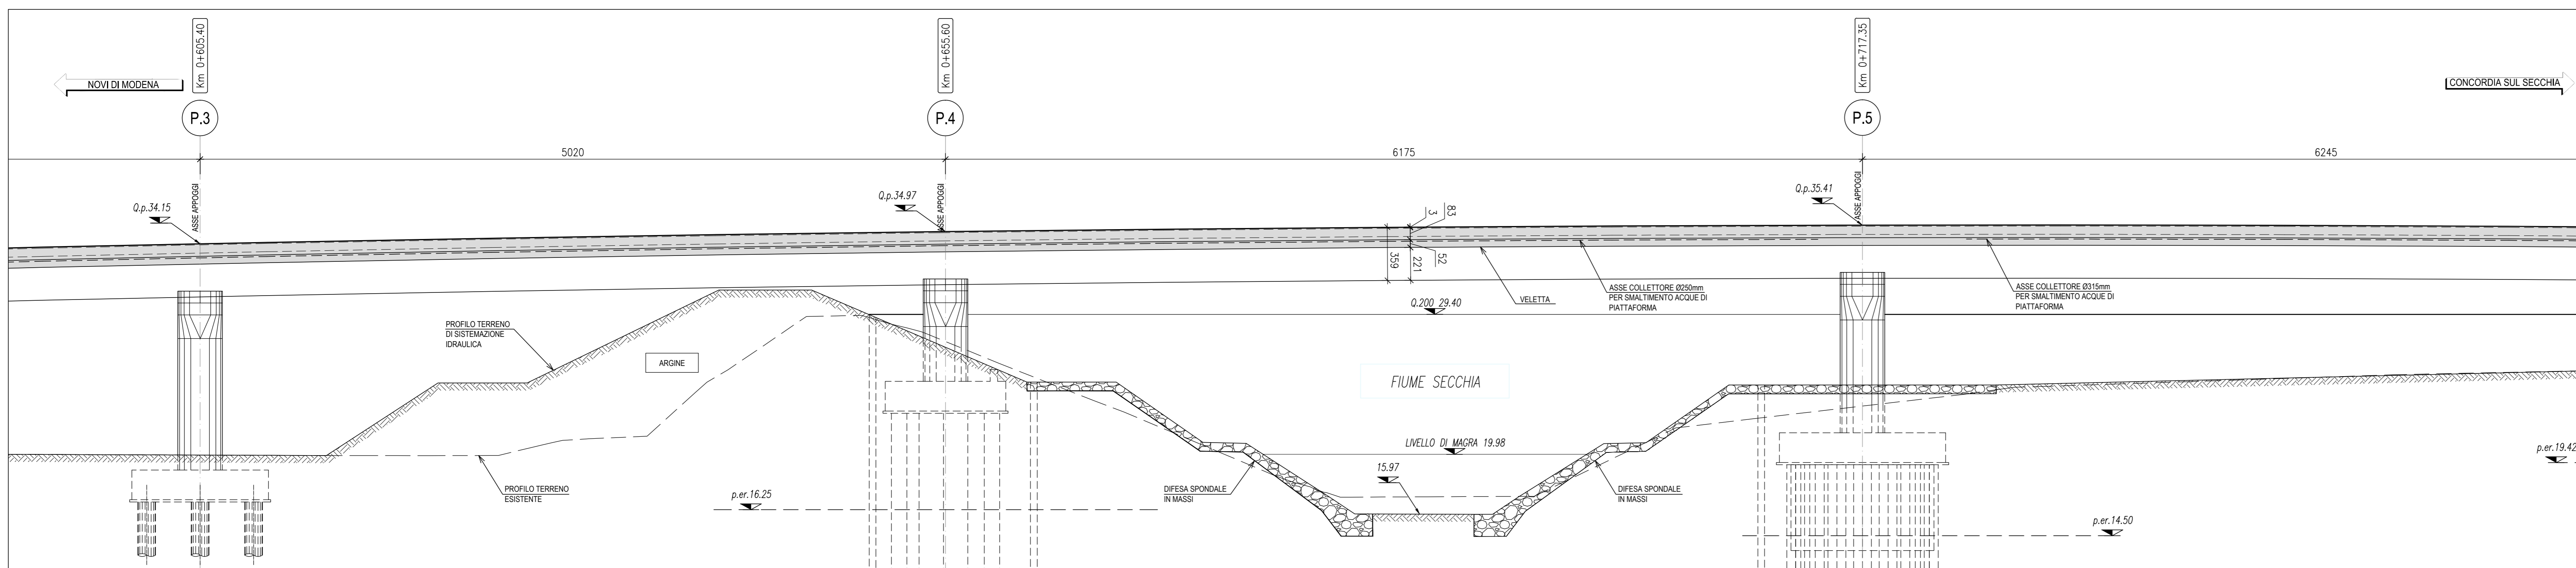 Km 0+605.40
Km 0+655.60
Km 0+717.35
NOVI DI MODENA
CONCORDIA SUL SECCHIA
P.3
P.4
P.5
5020
6175
6245
ASSE APPOGGI
ASSE APPOGGI
ASSE APPOGGI
Q.p.34.15
Q.p.34.97
Q.p.35.41
3
83
359
221
52
VELETTA
ASSE COLLETTORE Ø250mm
PER SMALTIMENTO ACQUE DI
PIATTAFORMA
ASSE COLLETTORE Ø315mm
PER SMALTIMENTO ACQUE DI
PIATTAFORMA
Q.200 29.40
PROFILO TERRENO
DI SISTEMAZIONE
IDRAULICA
ARGINE
FIUME SECCHIA
LIVELLO DI MAGRA 19.98
15.97
p.er.19.42
PROFILO TERRENO
ESISTENTE
p.er.16.25
DIFESA SPONDALE
IN MASSI
DIFESA SPONDALE
IN MASSI
p.er.14.50